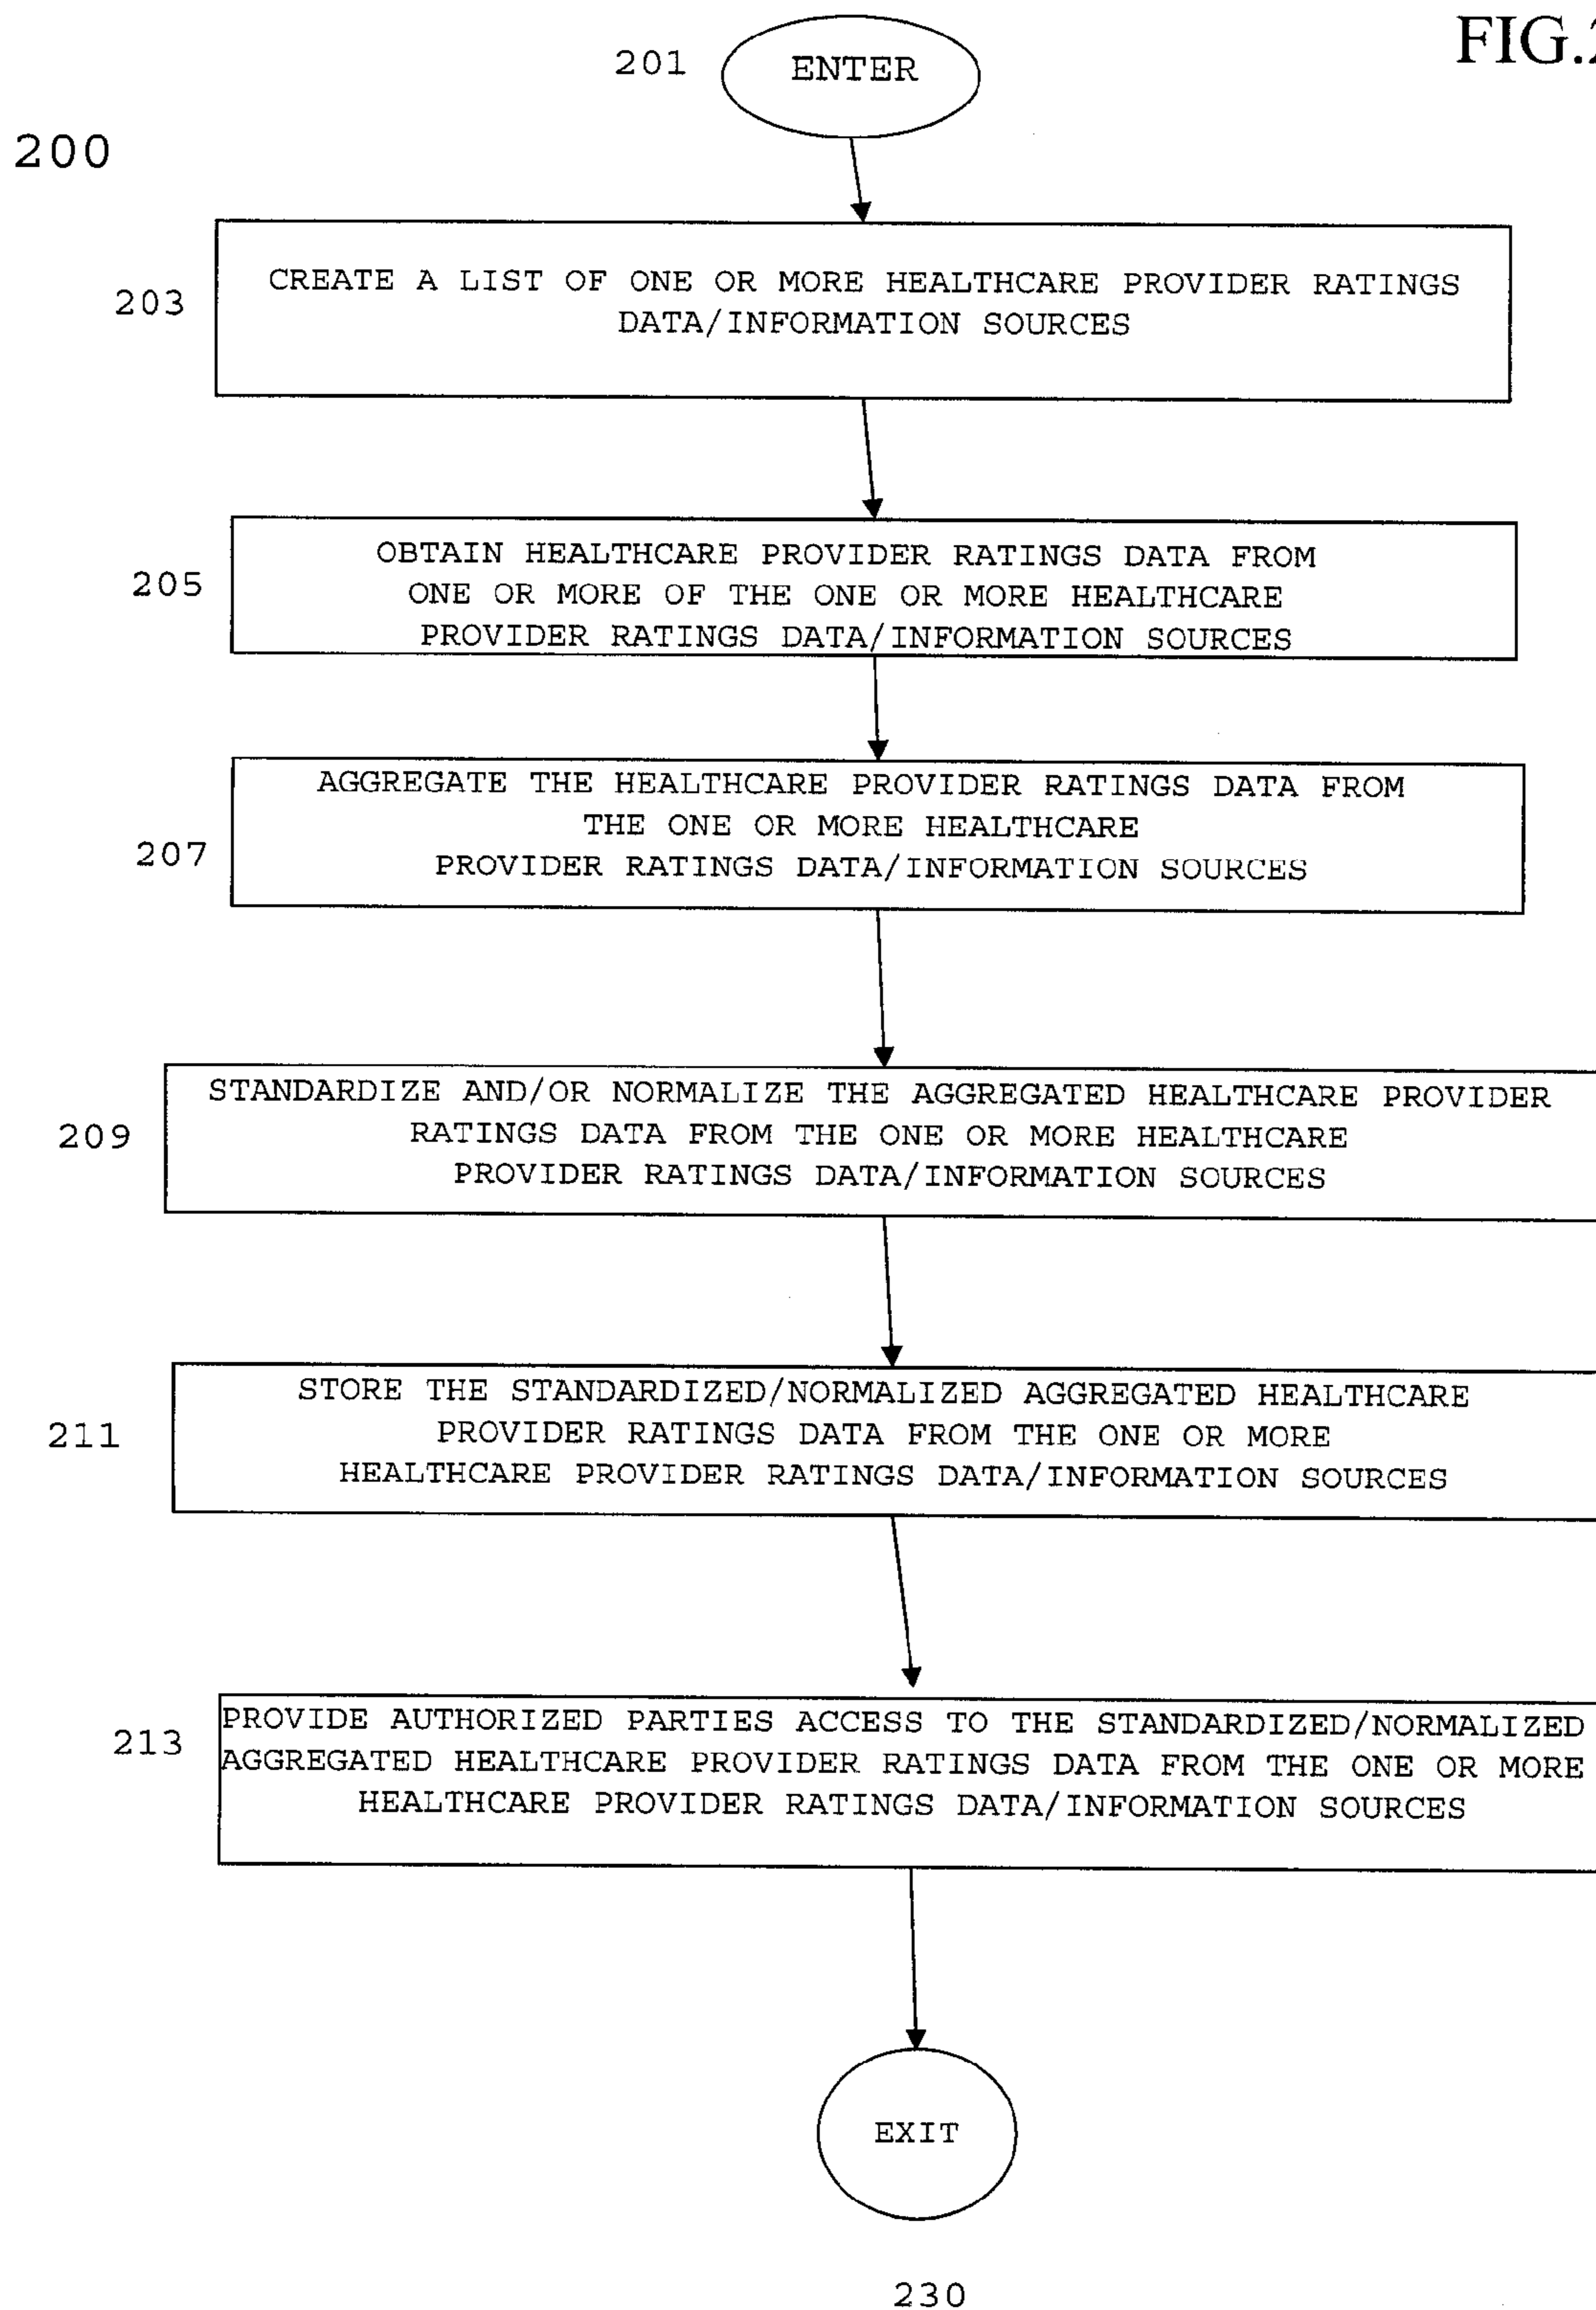 FIG.2
201 ENTER
200
203
CREATE A LIST OF ONE OR MORE HEALTHCARE PROVIDER RATINGS
DATA/INFORMATION SOURCES
205
OBTAIN HEALTHCARE PROVIDER RATINGS DATA FROM
ONE OR MORE OF THE ONE OR MORE HEALTHCARE
PROVIDER RATINGS DATA/INFORMATION SOURCES
207
AGGREGATE THE HEALTHCARE PROVIDER RATINGS DATA FROM
THE ONE OR MORE HEALTHCARE
PROVIDER RATINGS DATA/INFORMATION SOURCES
209
STANDARDIZE AND/OR NORMALIZE THE AGGREGATED HEALTHCARE PROVIDER
RATINGS DATA FROM THE ONE OR MORE HEALTHCARE
PROVIDER RATINGS DATA/INFORMATION SOURCES
211
STORE THE STANDARDIZED/NORMALIZED AGGREGATED HEALTHCARE
PROVIDER RATINGS DATA FROM THE ONE OR MORE
HEALTHCARE PROVIDER RATINGS DATA/INFORMATION SOURCES
213
PROVIDE AUTHORIZED PARTIES ACCESS TO THE STANDARDIZED/NORMALIZED
AGGREGATED HEALTHCARE PROVIDER RATINGS DATA FROM THE ONE OR MORE
HEALTHCARE PROVIDER RATINGS DATA/INFORMATION SOURCES
EXIT
230